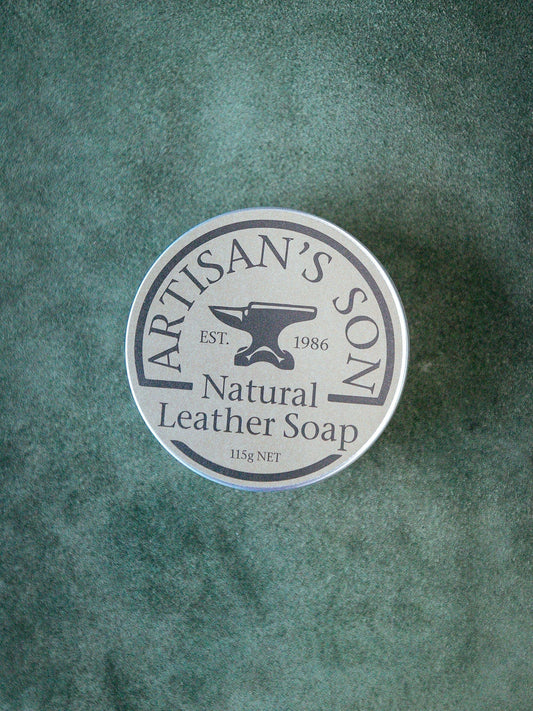 ARTISAN'S SON
EST. 1986
Natural
Leather Soap
115g NET